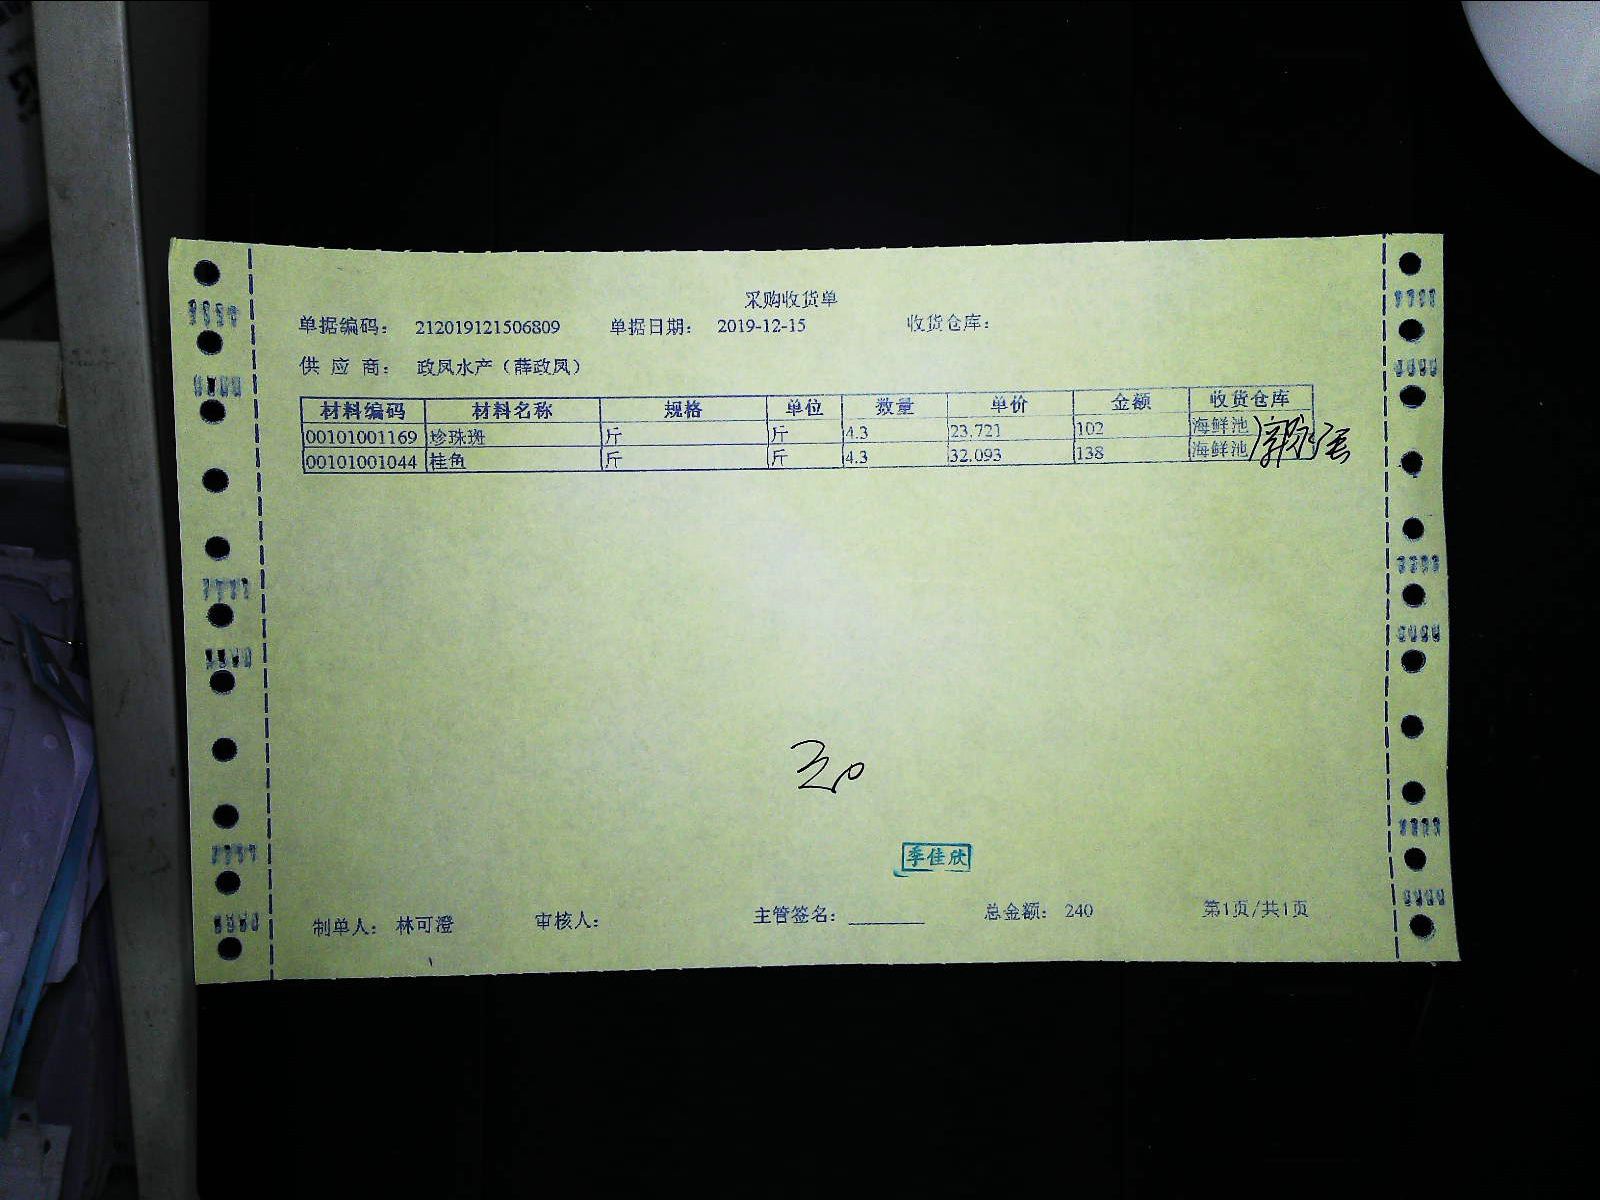 采购收货单
单据编码： 212019121506809 单据日期： 2019-12-15 收货仓库：
供 应 商： 政凤水产（薛政凤）
材料编码 材料名称 规格 单位 数量 单价 金额 收货仓库
00101001169 珍珠斑 斤 斤 4.3 23.721 102 海鲜池
00101001044 桂鱼 斤 斤 4.3 32.093 138 海鲜池
季佳欣
制单人： 林可澄 审核人： 主管签名： ________ 总金额： 240 第1页/共1页